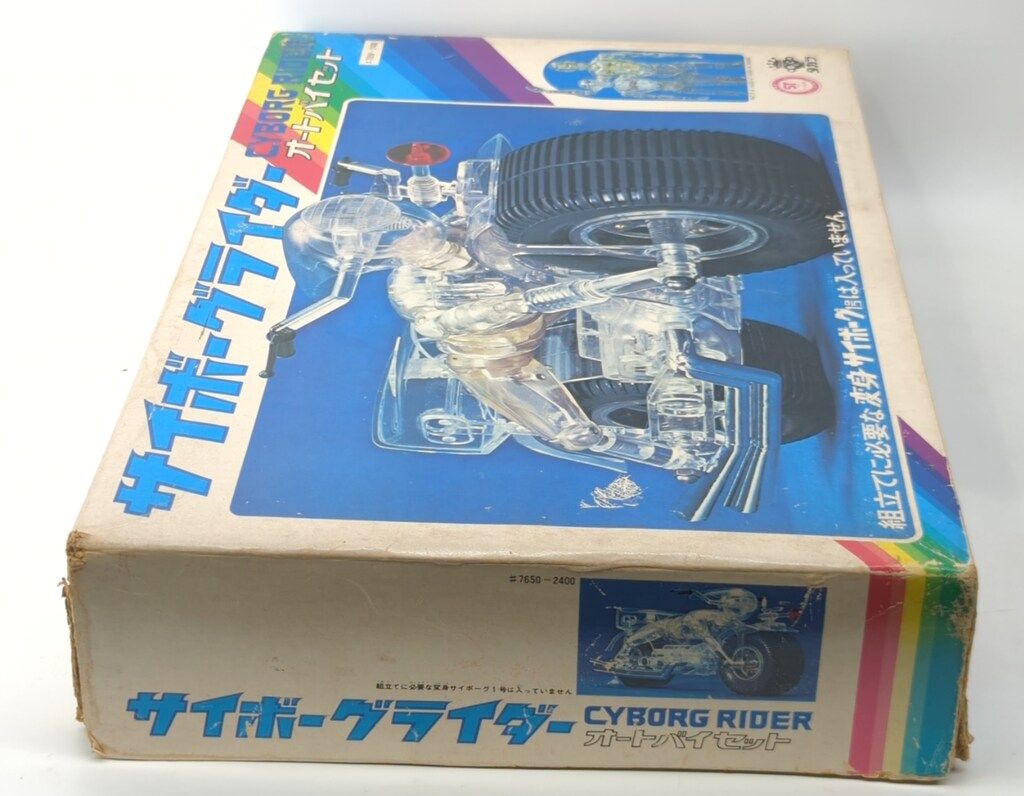 サイボーグライダー
CYBORG RIDER
オートバイセット
タカラ
ST
組立てに必要な変身サイボーグ1号は入っていません
#7650-2400
組立てに必要な変身サイボーグ1号は入っていません
サイボーグライダー
CYBORG RIDER
オートバイセット